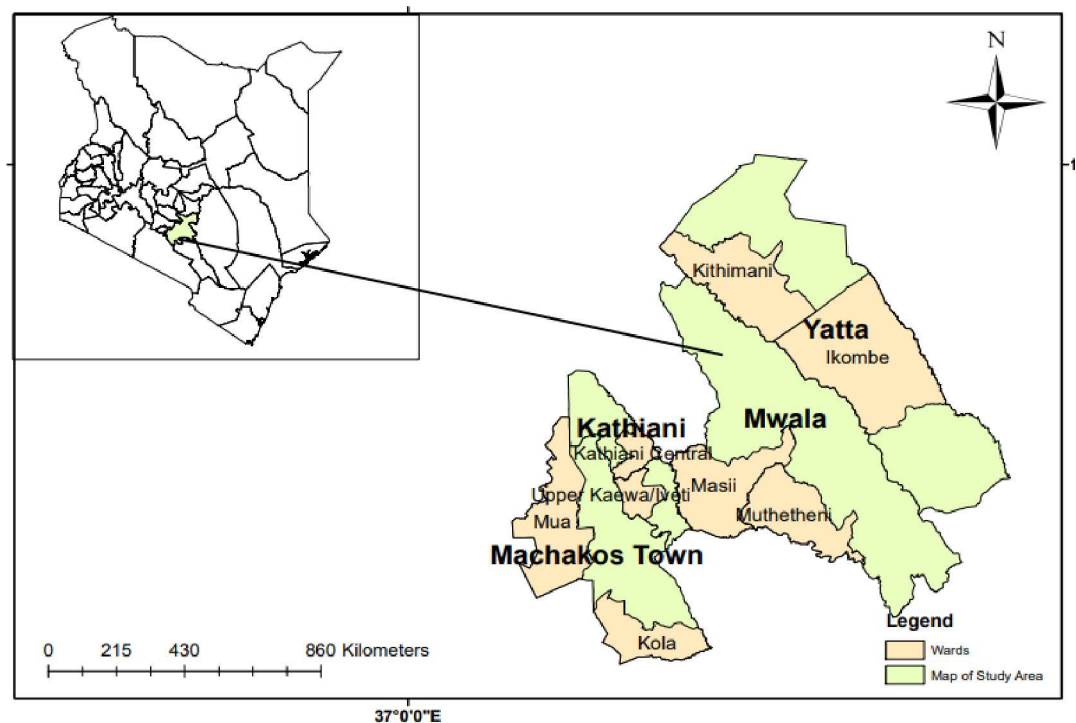 N
1
Kithimani
Yatta
Ikombe
Mwala
Kathiani
Kathiani Central
Masii
Upper Kaewa/Iveti
Mua
Muthetheni
Machakos Town
Kola
Legend
Wards
Map of Study Area
0 215 430 860 Kilometers
37°0'0"E